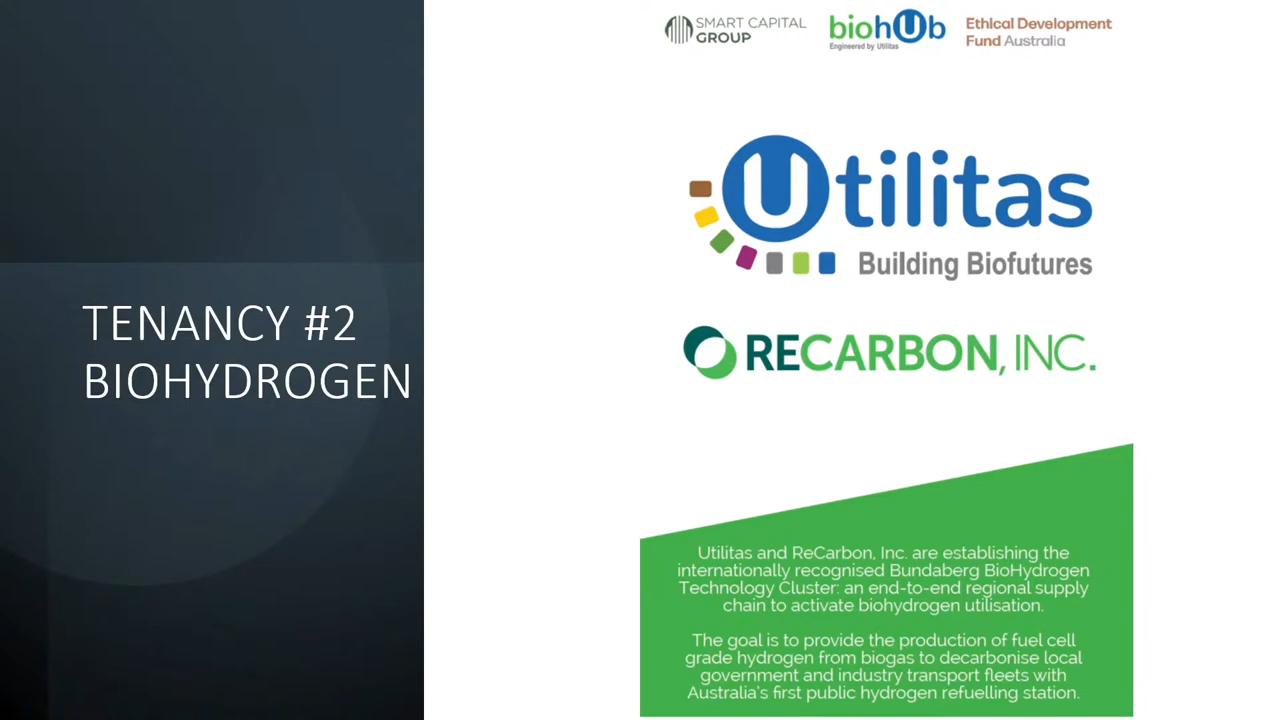 TENANCY #2
BIOHYDROGEN
SMART CAPITAL
GROUP
biohUb
Engineered by Utilitas
Ethical Development
Fund Australia
Utilitas
Building Biofutures
RECARBON, INC.
Utilitas and ReCarbon, Inc. are establishing the
internationally recognised Bundaberg BioHydrogen
Technology Cluster: an end-to-end regional supply
chain to activate biohydrogen utilisation.
The goal is to provide the production of fuel cell
grade hydrogen from biogas to decarbonise local
government and industry transport fleets with
Australia's first public hydrogen refuelling station.